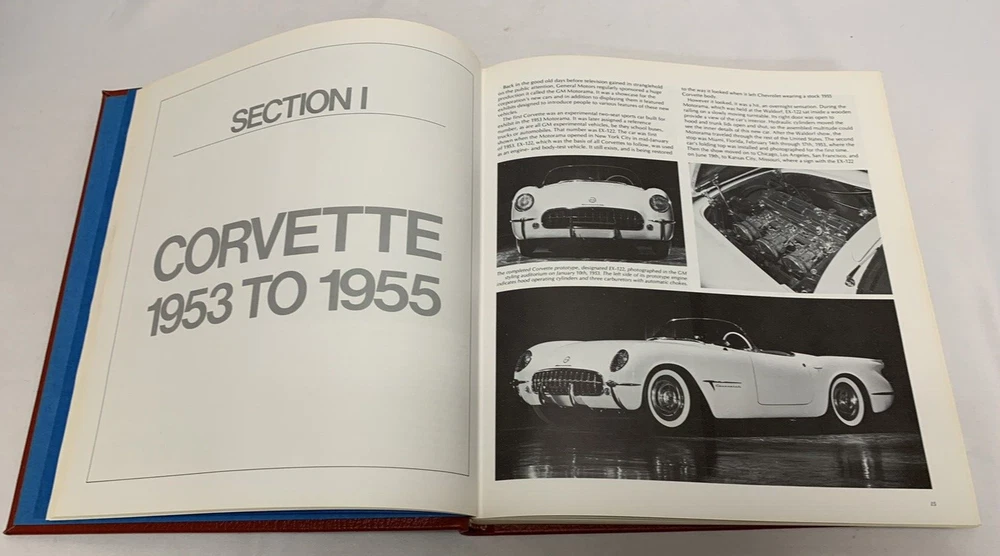 SECTION I
CORVETTE
1953 TO 1955
Back in the good old days before television gained its stranglehold
on the public attention, General Motors regularly sponsored a huge
production it called the GM Motorama. It was a showcase for the
corporation's new cars and in addition to displaying them it featured
exhibits designed to introduce people to various features of these new
vehicles.
The first Corvette was an experimental two-seat sports car built for
exhibit in the 1953 Motorama. It was later assigned a reference
number, as are all GM experimental vehicles, be they school buses,
trucks or automobiles. That number was EX-122. The car was first
shown when the Motorama opened in New York City in mid-January
of 1953. EX-122, which was the basis of all Corvettes to follow, was used
as an engine- and body-test vehicle. It still exists, and is being restored
to the way it looked when it left Chevrolet wearing a stock 1955
Corvette body.
However it looked, it was a hit, an overnight sensation. During the
Motorama, which was held at the Waldorf, EX-122 sat inside a wooden
railing on a slowly moving turntable. Its right door was open to
provide a view of the car's interior. Hydraulic cylinders moved the
hood and trunk lids open and shut, so the assembled multitude could
see the inner details of this new car. After the Waldorf show, the
Motorama traveled through the rest of the United States. The second
stop was Miami, Florida, February 14th through 17th, 1953, where the
car's folding top was installed and photographed for the first time.
Then the show moved on to Chicago, Los Angeles, San Francisco, and
on June 19th, to Kansas City, Missouri, where a sign with the EX-122
The completed Corvette prototype, designated EX-122, photographed in the GM
styling auditorium on January 10th, 1953. The left side of its prototype engine
indicates hood operating cylinders and three carburetors with automatic chokes.
15